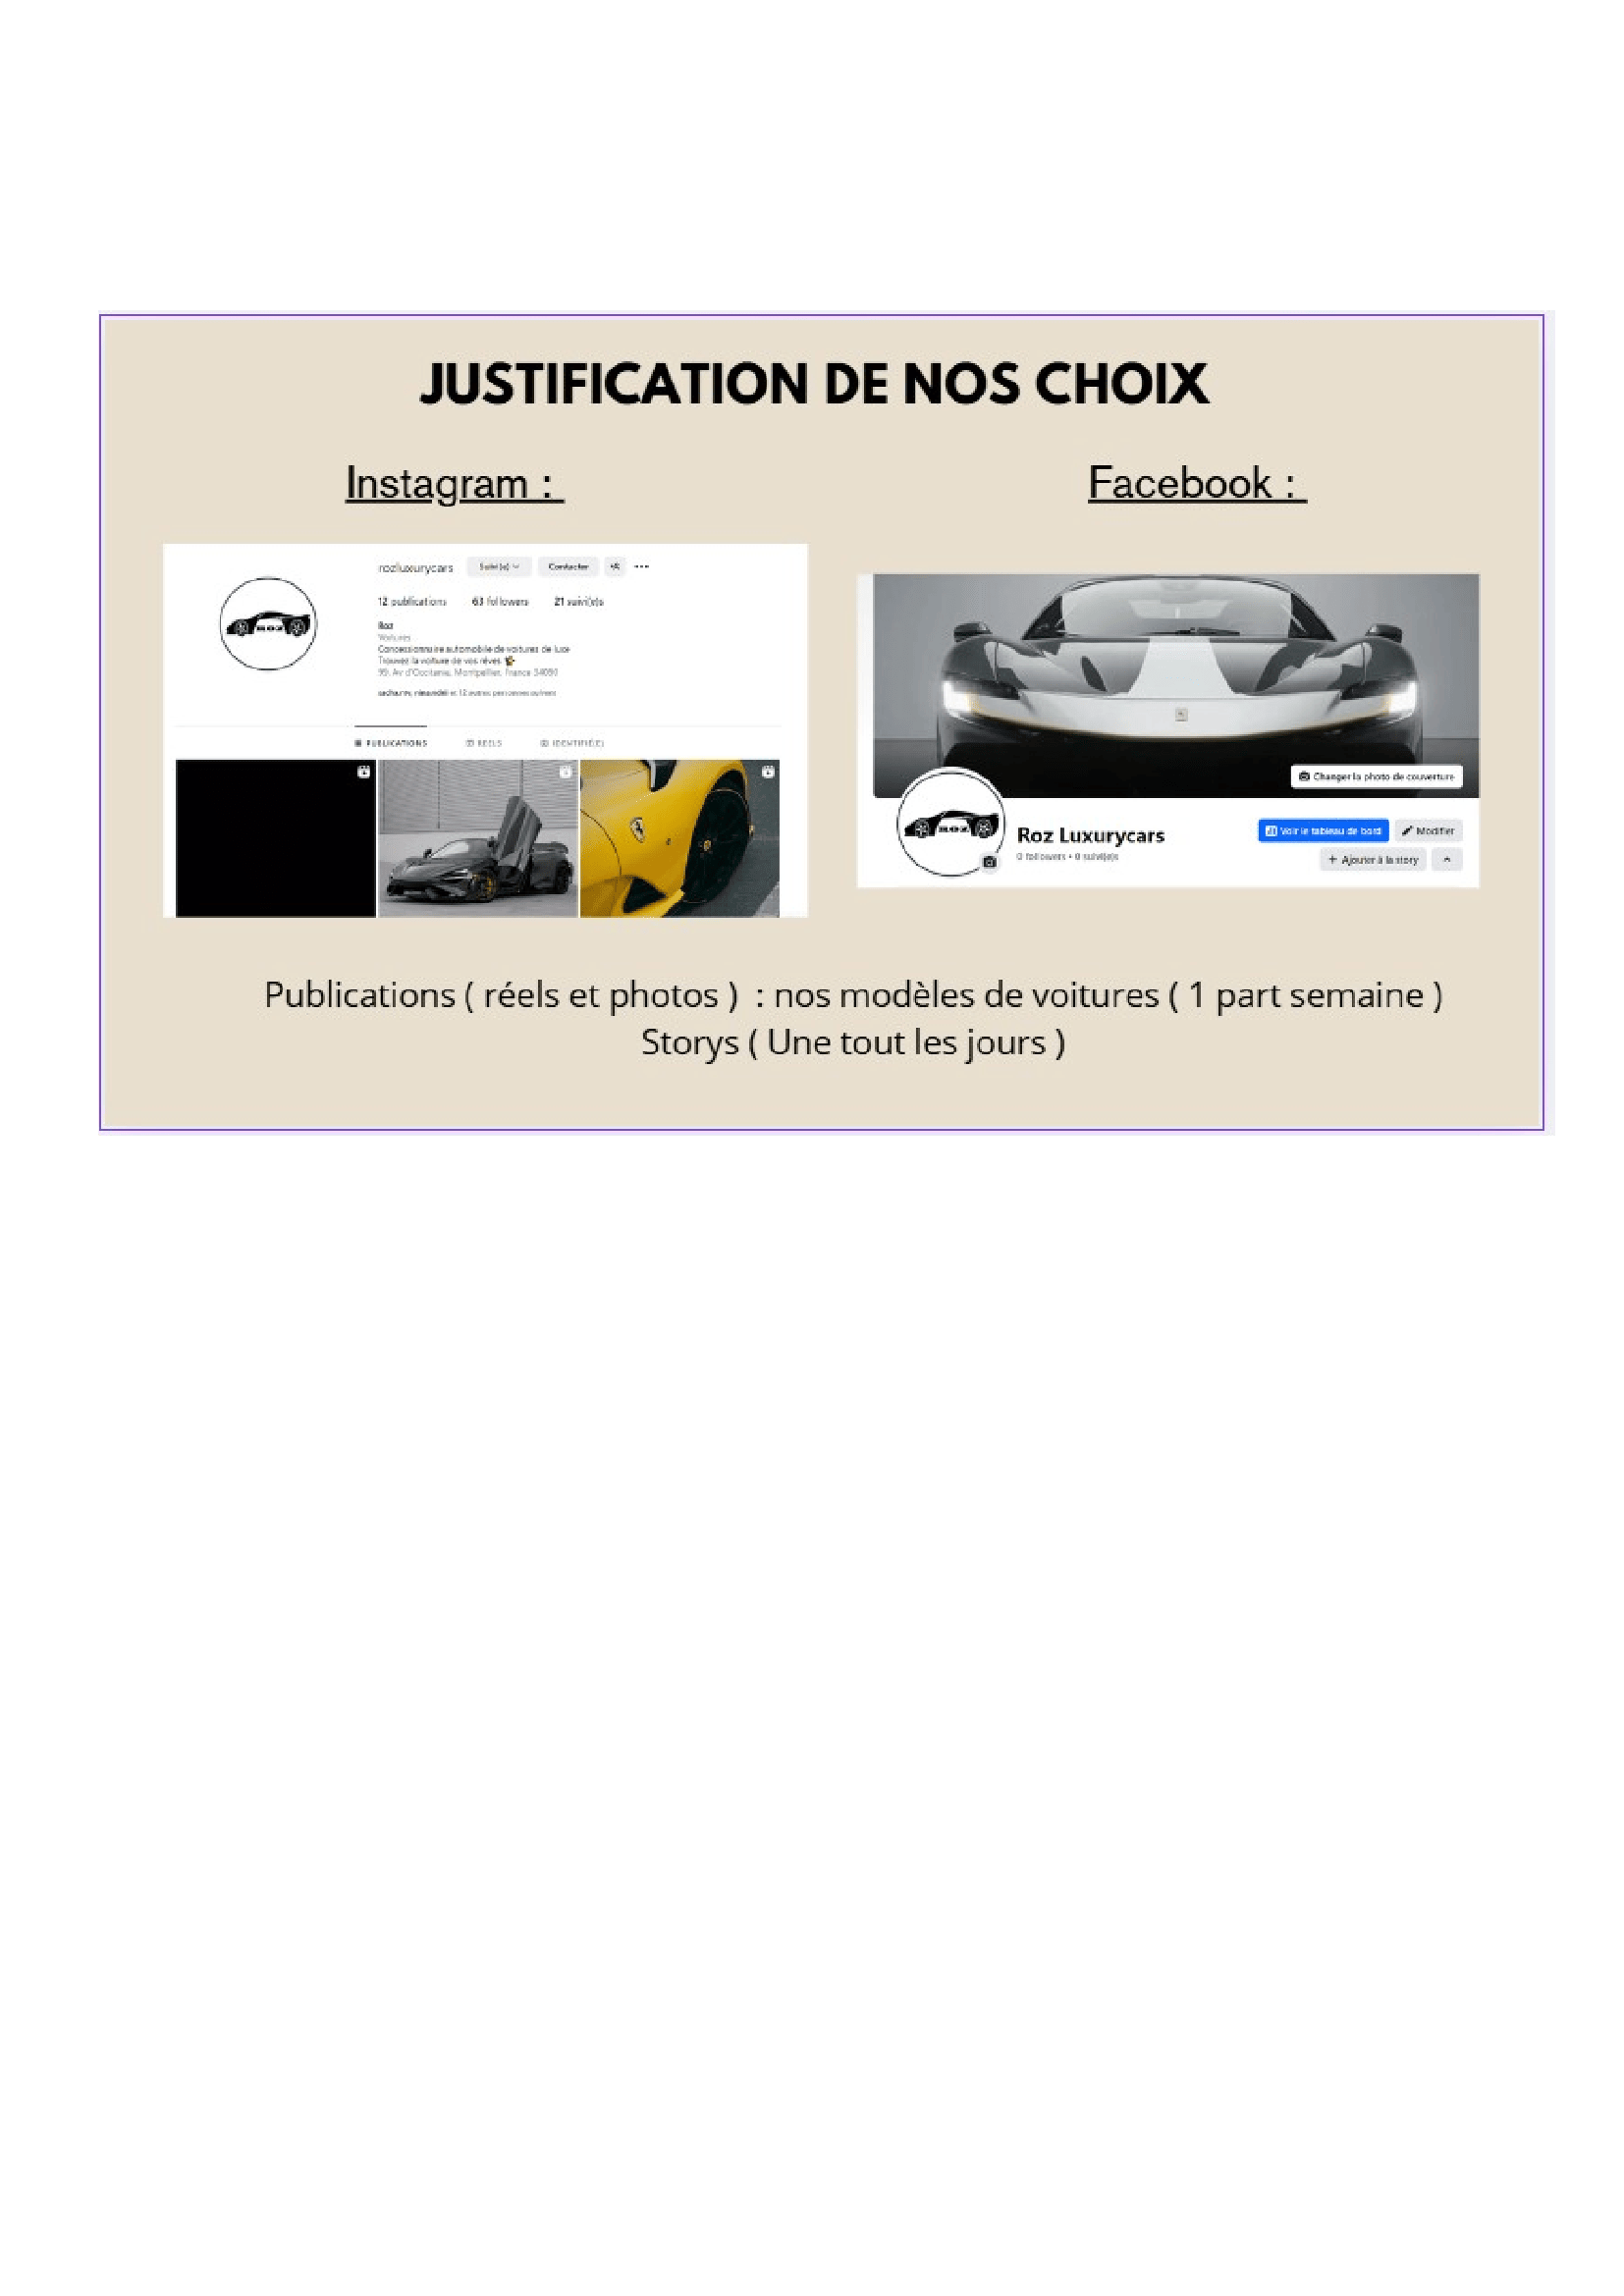 JUSTIFICATION DE NOS CHOIX
Instagram :
Facebook :
rozluxurycars Suivi(e) Contacter
12 publications 63 followers 21 suivi(e)s
Roz
Voitures
Concessionnaire automobile de voitures de luxe
Trouvez la voiture de vos rêves
99, Av d'Occitanie, Montpellier, France 34090
et 12 autres personnes suivent
PUBLICATIONS REELS IDENTIFIÉ(E)
ROZ
Changer la photo de couverture
ROZ
Roz Luxurycars
0 followers • 0 suivi(e)s
Voir le tableau de bord Modifier
+ Ajouter à la story
Publications ( réels et photos ) : nos modèles de voitures ( 1 part semaine )
Storys ( Une tout les jours )